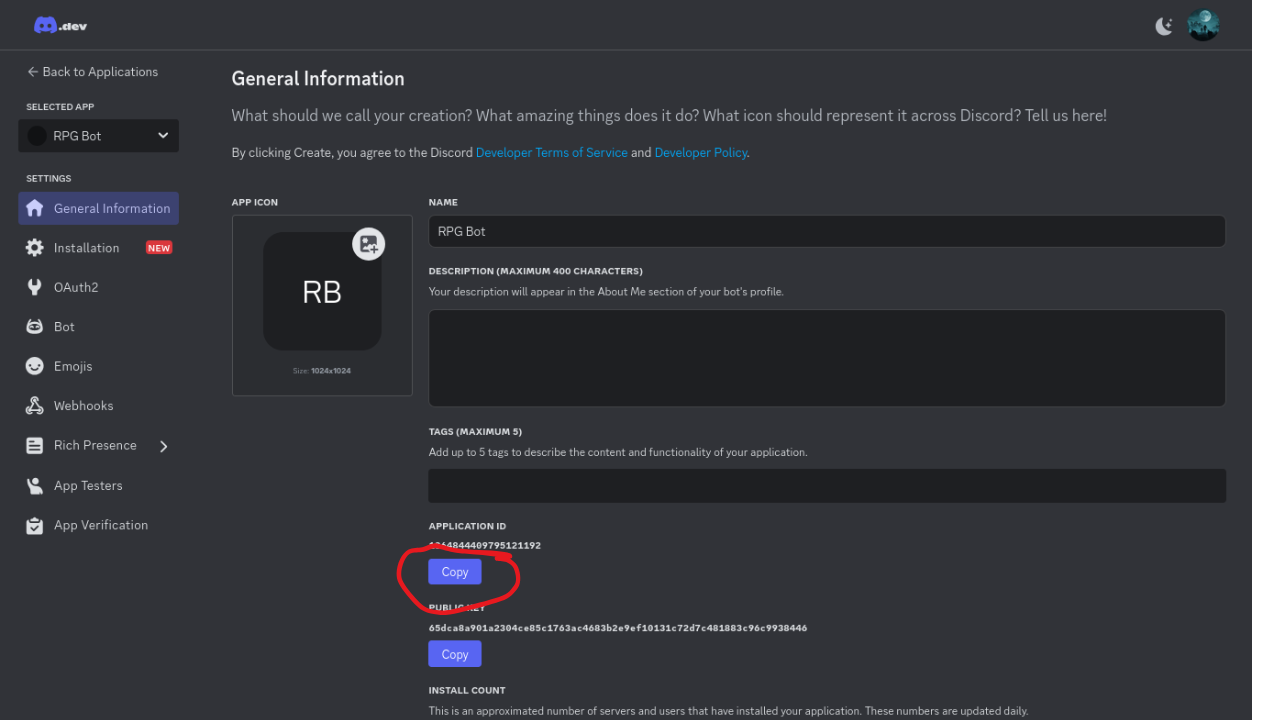 .dev
Back to Applications
SELECTED APP
RPG Bot
SETTINGS
General Information
Installation NEW
OAuth2
Bot
Emojis
Webhooks
Rich Presence
App Testers
App Verification
General Information
What should we call your creation? What amazing things does it do? What icon should represent it across Discord? Tell us here!
By clicking Create, you agree to the Discord Developer Terms of Service and Developer Policy.
APP ICON
RB
Size: 1024x1024
NAME
RPG Bot
DESCRIPTION (MAXIMUM 400 CHARACTERS)
Your description will appear in the About Me section of your bot's profile.
TAGS (MAXIMUM 5)
Add up to 5 tags to describe the content and functionality of your application.
APPLICATION ID
Copy
PUBLIC KEY
65dca8a901a2304ce85c1763ac4683b2e9ef10131c72d7c481883c96c9938446
Copy
INSTALL COUNT
This is an approximated number of servers and users that have installed your application. These numbers are updated daily.